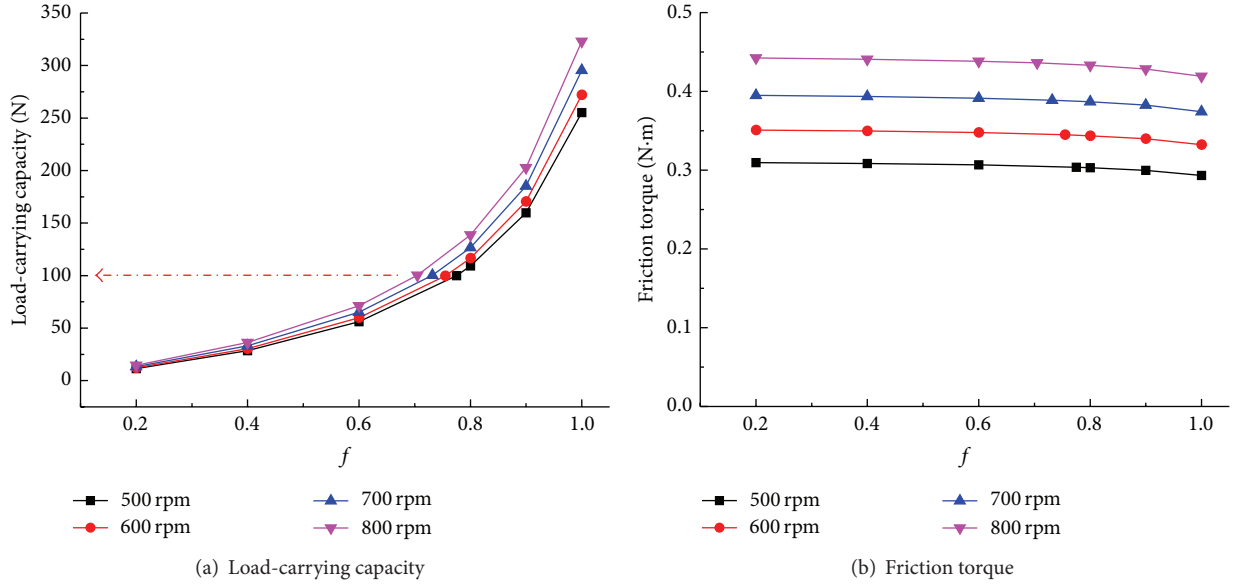 350
300
250
200
150
100
50
0
Load-carrying capacity (N)
0.2 0.4 0.6 0.8 1.0
f
500 rpm 700 rpm
600 rpm 800 rpm
(a) Load-carrying capacity
0.5
0.4
0.3
0.2
0.1
0.0
Friction torque (N·m)
0.2 0.4 0.6 0.8 1.0
f
500 rpm 700 rpm
600 rpm 800 rpm
(b) Friction torque